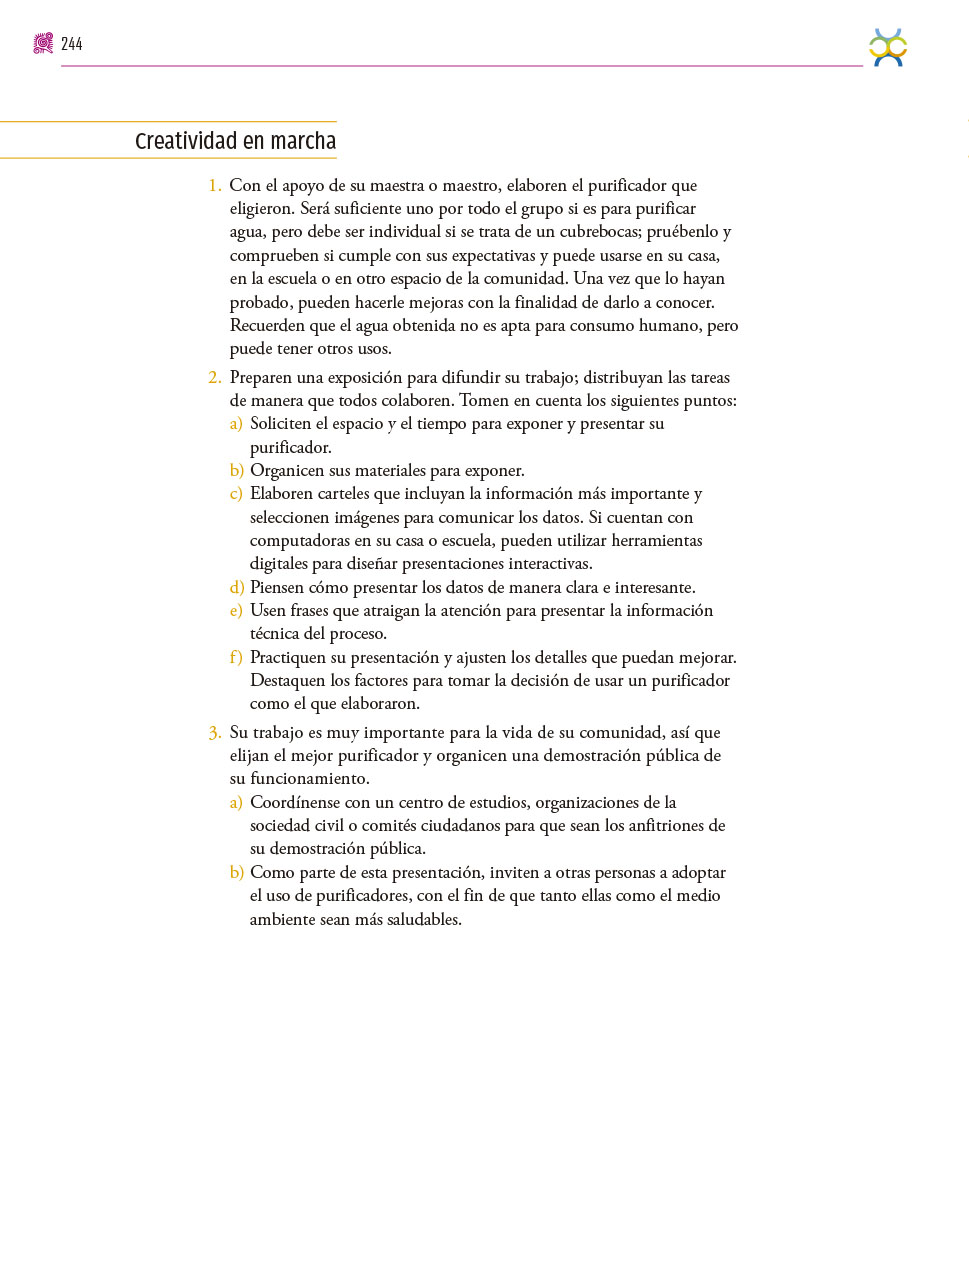 244
Creatividad en marcha
1. Con el apoyo de su maestra o maestro, elaboren el purificador que
eligieron. Será suficiente uno por todo el grupo si es para purificar
agua, pero debe ser individual si se trata de un cubrebocas; pruébenlo y
comprueben si cumple con sus expectativas y puede usarse en su casa,
en la escuela o en otro espacio de la comunidad. Una vez que lo hayan
probado, pueden hacerle mejoras con la finalidad de darlo a conocer.
Recuerden que el agua obtenida no es apta para consumo humano, pero
puede tener otros usos.
2. Preparen una exposición para difundir su trabajo; distribuyan las tareas
de manera que todos colaboren. Tomen en cuenta los siguientes puntos:
a) Soliciten el espacio y el tiempo para exponer y presentar su
purificador.
b) Organicen sus materiales para exponer.
c) Elaboren carteles que incluyan la información más importante y
seleccionen imágenes para comunicar los datos. Si cuentan con
computadoras en su casa o escuela, pueden utilizar herramientas
digitales para diseñar presentaciones interactivas.
d) Piensen cómo presentar los datos de manera clara e interesante.
e) Usen frases que atraigan la atención para presentar la información
técnica del proceso.
f) Practiquen su presentación y ajusten los detalles que puedan mejorar.
Destaquen los factores para tomar la decisión de usar un purificador
como el que elaboraron.
3. Su trabajo es muy importante para la vida de su comunidad, así que
elijan el mejor purificador y organicen una demostración pública de
su funcionamiento.
a) Coordínense con un centro de estudios, organizaciones de la
sociedad civil o comités ciudadanos para que sean los anfitriones de
su demostración pública.
b) Como parte de esta presentación, inviten a otras personas a adoptar
el uso de purificadores, con el fin de que tanto ellas como el medio
ambiente sean más saludables.